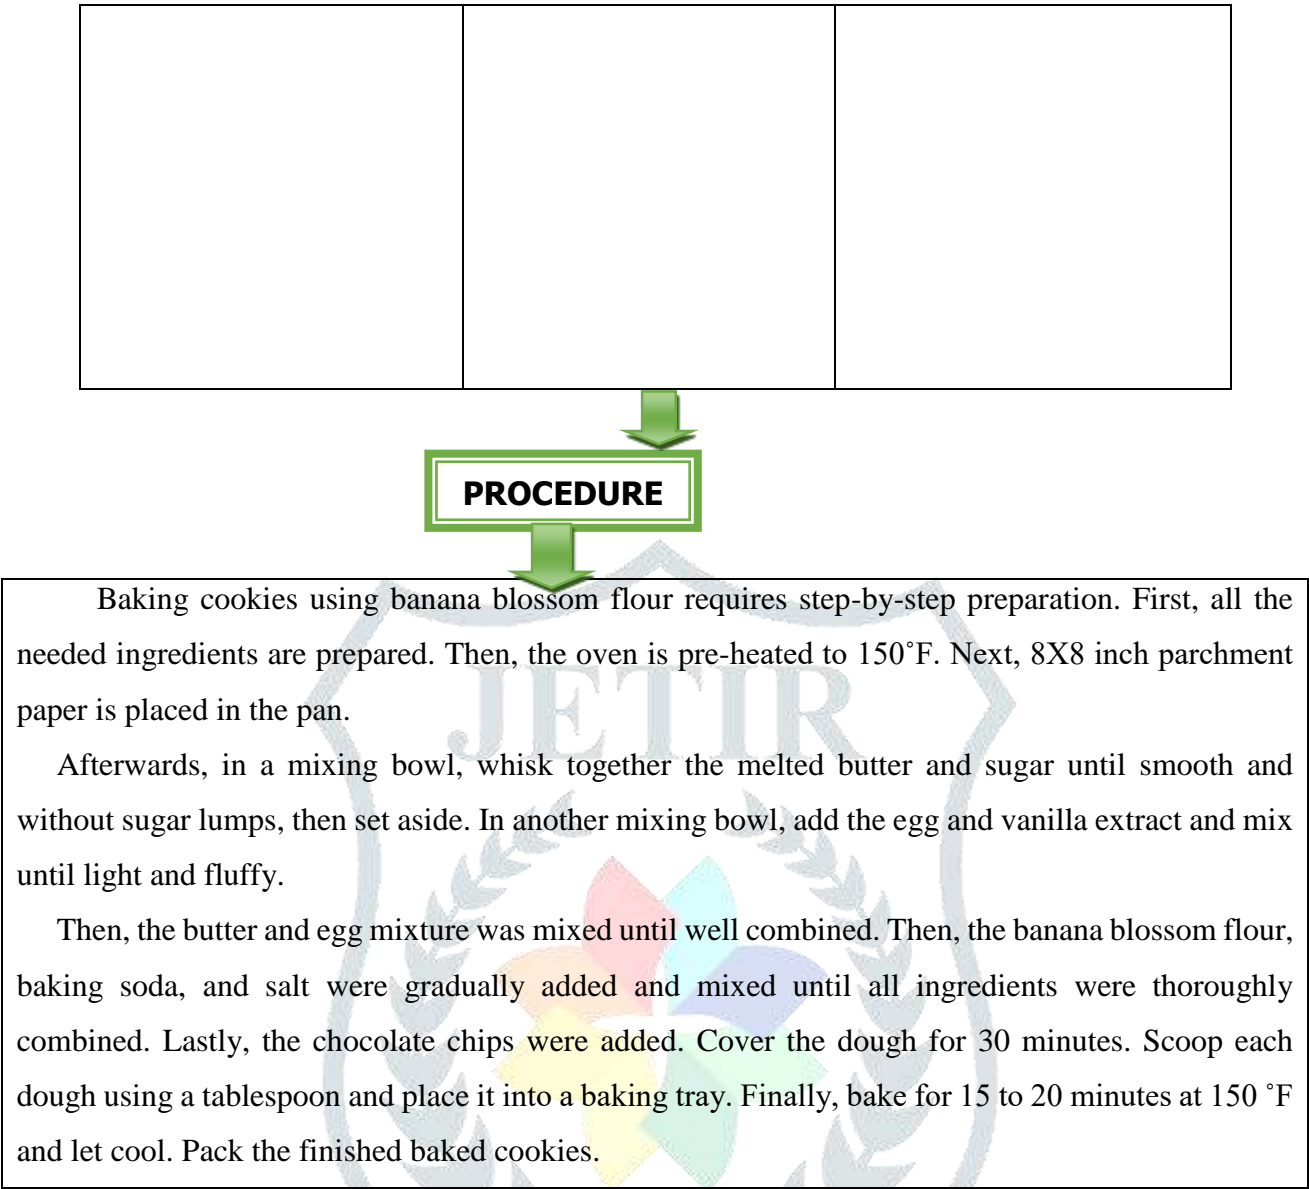 PROCEDURE
Baking cookies using banana blossom flour requires step-by-step preparation. First, all the
needed ingredients are prepared. Then, the oven is pre-heated to 150˚F. Next, 8X8 inch parchment
paper is placed in the pan.
JETIR
Afterwards, in a mixing bowl, whisk together the melted butter and sugar until smooth and
without sugar lumps, then set aside. In another mixing bowl, add the egg and vanilla extract and mix
until light and fluffy.
Then, the butter and egg mixture was mixed until well combined. Then, the banana blossom flour,
baking soda, and salt were gradually added and mixed until all ingredients were thoroughly
combined. Lastly, the chocolate chips were added. Cover the dough for 30 minutes. Scoop each
dough using a tablespoon and place it into a baking tray. Finally, bake for 15 to 20 minutes at 150 ˚F
and let cool. Pack the finished baked cookies.